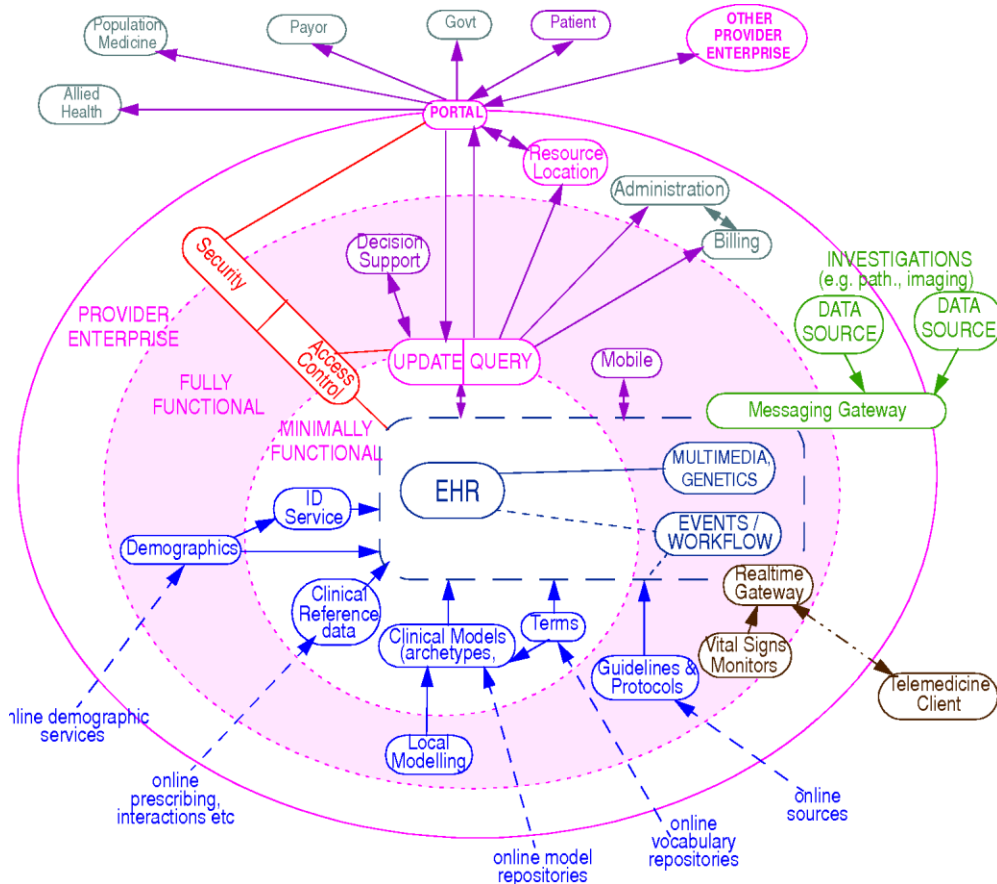 Population
Medicine
Payor
Govt
Patient
OTHER
PROVIDER
ENTERPRISE
Allied
Health
PORTAL
Resource
Location
Administration
Billing
Security
Access
Control
Decision
Support
INVESTIGATIONS
(e.g. path., imaging)
DATA
SOURCE
DATA
SOURCE
PROVIDER
ENTERPRISE
UPDATE QUERY
Mobile
FULLY
FUNCTIONAL
Messaging Gateway
MINIMALLY
FUNCTIONAL
EHR
MULTIMEDIA,
GENETICS
ID
Service
EVENTS /
WORKFLOW
Demographics
Realtime
Gateway
Clinical
Reference
data
Clinical Models
(archetypes,
Terms
Vital Signs
Monitors
Guidelines &
Protocols
Telemedicine
Client
nline demographic
services
Local
Modelling
online
prescribing,
interactions etc
online
sources
online model
repositories
online
vocabulary
repositories